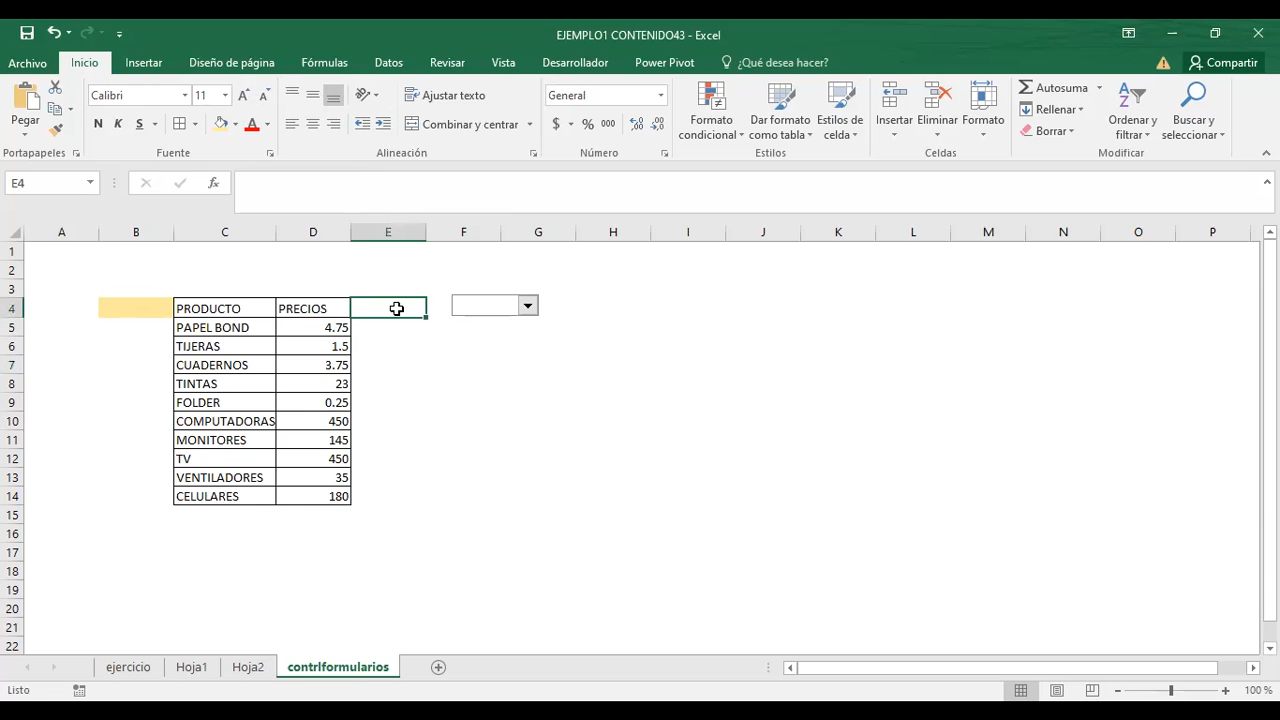 EJEMPLO1 CONTENIDO43 - Excel
Archivo Inicio Insertar Diseño de página Fórmulas Datos Revisar Vista Desarrollador Power Pivot ¿Qué desea hacer? Compartir
Pegar
Portapapeles
Calibri 11
N K S
Fuente
Ajustar texto
Combinar y centrar
Alineación
General
$ % 000
Número
Formato condicional
Dar formato como tabla
Estilos de celda
Estilos
Insertar Eliminar Formato
Celdas
Autosuma
Rellenar
Borrar
Ordenar y filtrar
Buscar y seleccionar
Modificar
E4 fx
A B C D E F G H I J K L M N O P
1
2
3
4 PRODUCTO PRECIOS
5 PAPEL BOND 4.75
6 TIJERAS 1.5
7 CUADERNOS 3.75
8 TINTAS 23
9 FOLDER 0.25
10 COMPUTADORAS 450
11 MONITORES 145
12 TV 450
13 VENTILADORES 35
14 CELULARES 180
15
16
17
18
19
20
21
22
ejercicio Hoja1 Hoja2 contrlformularios
Listo 100 %